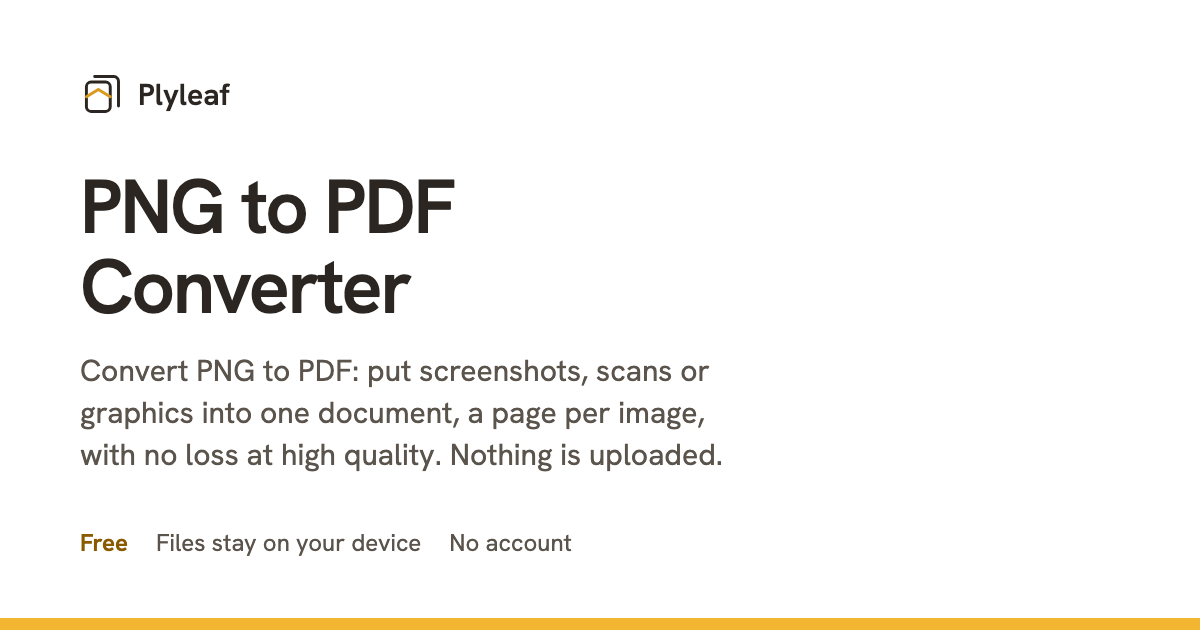 Plyleaf
PNG to PDF
Converter
Convert PNG to PDF: put screenshots, scans or
graphics into one document, a page per image,
with no loss at high quality. Nothing is uploaded.
Free Files stay on your device No account